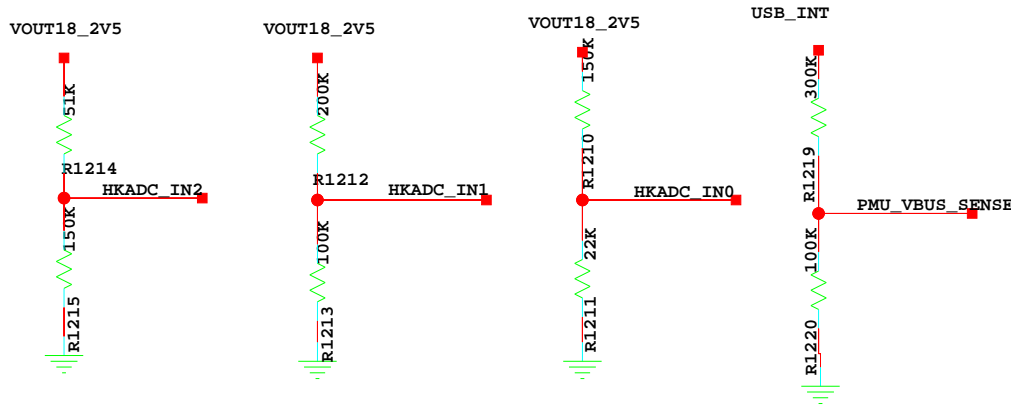 VOUT18_2V5
51K
R1214
HKADC_IN2
150K
R1215
VOUT18_2V5
200K
R1212
HKADC_IN1
100K
R1213
VOUT18_2V5
150K
R1210
HKADC_IN0
22K
R1211
USB_INT
300K
R1219
PMU_VBUS_SENSE
100K
R1220